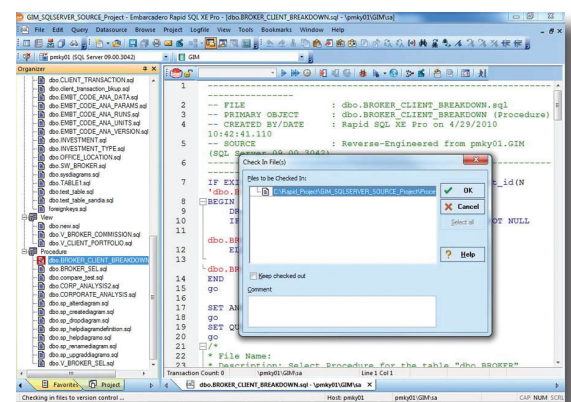 GIM_SQLSERVER_SOURCE_Project - Embarcadero Rapid SQL XE Pro - [dbo.BROKER_CLIENT_BREAKDOWN.sql - \pmky01\GIM\sa]
File Edit Query Datasource Browse Project Logfile View Tools Bookmarks Window Help
pmky01 (SQL Server 09.00.3042) GIM
Organizer
dbo.CLIENT_TRANSACTION.sql
dbo.client_transaction_bkup.sql
dbo.EMBT_CODE_ANA_DATA.sql
dbo.EMBT_CODE_ANA_PARAMS.sql
dbo.EMBT_CODE_ANA_RUNS.sql
dbo.EMBT_CODE_ANA_UNITS.sql
dbo.EMBT_CODE_ANA_VERSION.sql
dbo.INVESTMENT.sql
dbo.INVESTMENT_TYPE.sql
dbo.OFFICE_LOCATION.sql
dbo.SW_BROKER.sql
dbo.sysdiagrams.sql
dbo.TABLE1.sql
dbo.test_table.sql
dbo.test_table_sandia.sql
foreignkeys.sql
View
dbo.new.sql
dbo.V_BROKER_COMMISSION.sql
dbo.V_CLIENT_PORTFOLIO.sql
Procedure
dbo.BROKER_CLIENT_BREAKDOWN
dbo.BROKER_SEL.sql
dbo.compare_test.sql
dbo.CORP_ANALYSIS2.sql
dbo.CORPORATE_ANALYSIS.sql
dbo.sp_alterdiagram.sql
dbo.sp_creatediagram.sql
dbo.sp_dropdiagram.sql
dbo.sp_helpdiagramdefinition.sql
dbo.sp_helpdiagrams.sql
dbo.sp_renamediagram.sql
dbo.sp_upgraddiagrams.sql
dbo.V_BROKER_SEL.sql
Favorites Project
1 --
2 -- FILE : dbo.BROKER_CLIENT_BREAKDOWN.sql
3 -- PRIMARY OBJECT : dbo.BROKER_CLIENT_BREAKDOWN (Procedure)
4 -- CREATED BY/DATE : Rapid SQL XE Pro on 4/29/2010
10:42:41.110
5 -- SOURCE : Reverse-Engineered from pmky01.GIM
(SQL Server 09.00.3042)
6 --
7 IF EXI t_id(N
'dbo.B
8 BEGIN
9 DR
10 IF OT NULL
11
dbo.BR
12 EL
13
dbo.BR
14 END
15 go
16
17 SET AN
18 go
19 SET QU
20 go
21 /*
22 * File Name:
23 * Description: Select Procedure for the table "dbo.BROKER"
Check In File(s)
Files to be Checked In:
C:\Rapid_Project\GIM_SQLSERVER_SOURCE_Project\Proce
OK
Cancel
Select all
Help
Keep checked out
Comment
Transaction Count: 0 \pmky01\GIM\sa Line 1 Col 1
dbo.BROKER_CLIENT_BREAKDOWN.sql - \pmky01\GIM\sa X
Checking in files to version control ... Host: pmky01 pmky01\GIM\sa CAP NUM SCRL